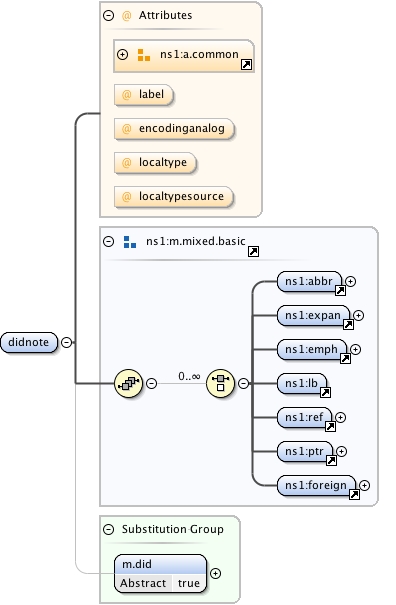 @ Attributes
ns1:a.common
@ label
@ encodinganalog
@ localtype
@ localtypesource
ns1:m.mixed.basic
ns1:abbr
ns1:expan
ns1:emph
didnote
0..∞
ns1:lb
ns1:ref
ns1:ptr
ns1:foreign
Substitution Group
m.did
Abstract true